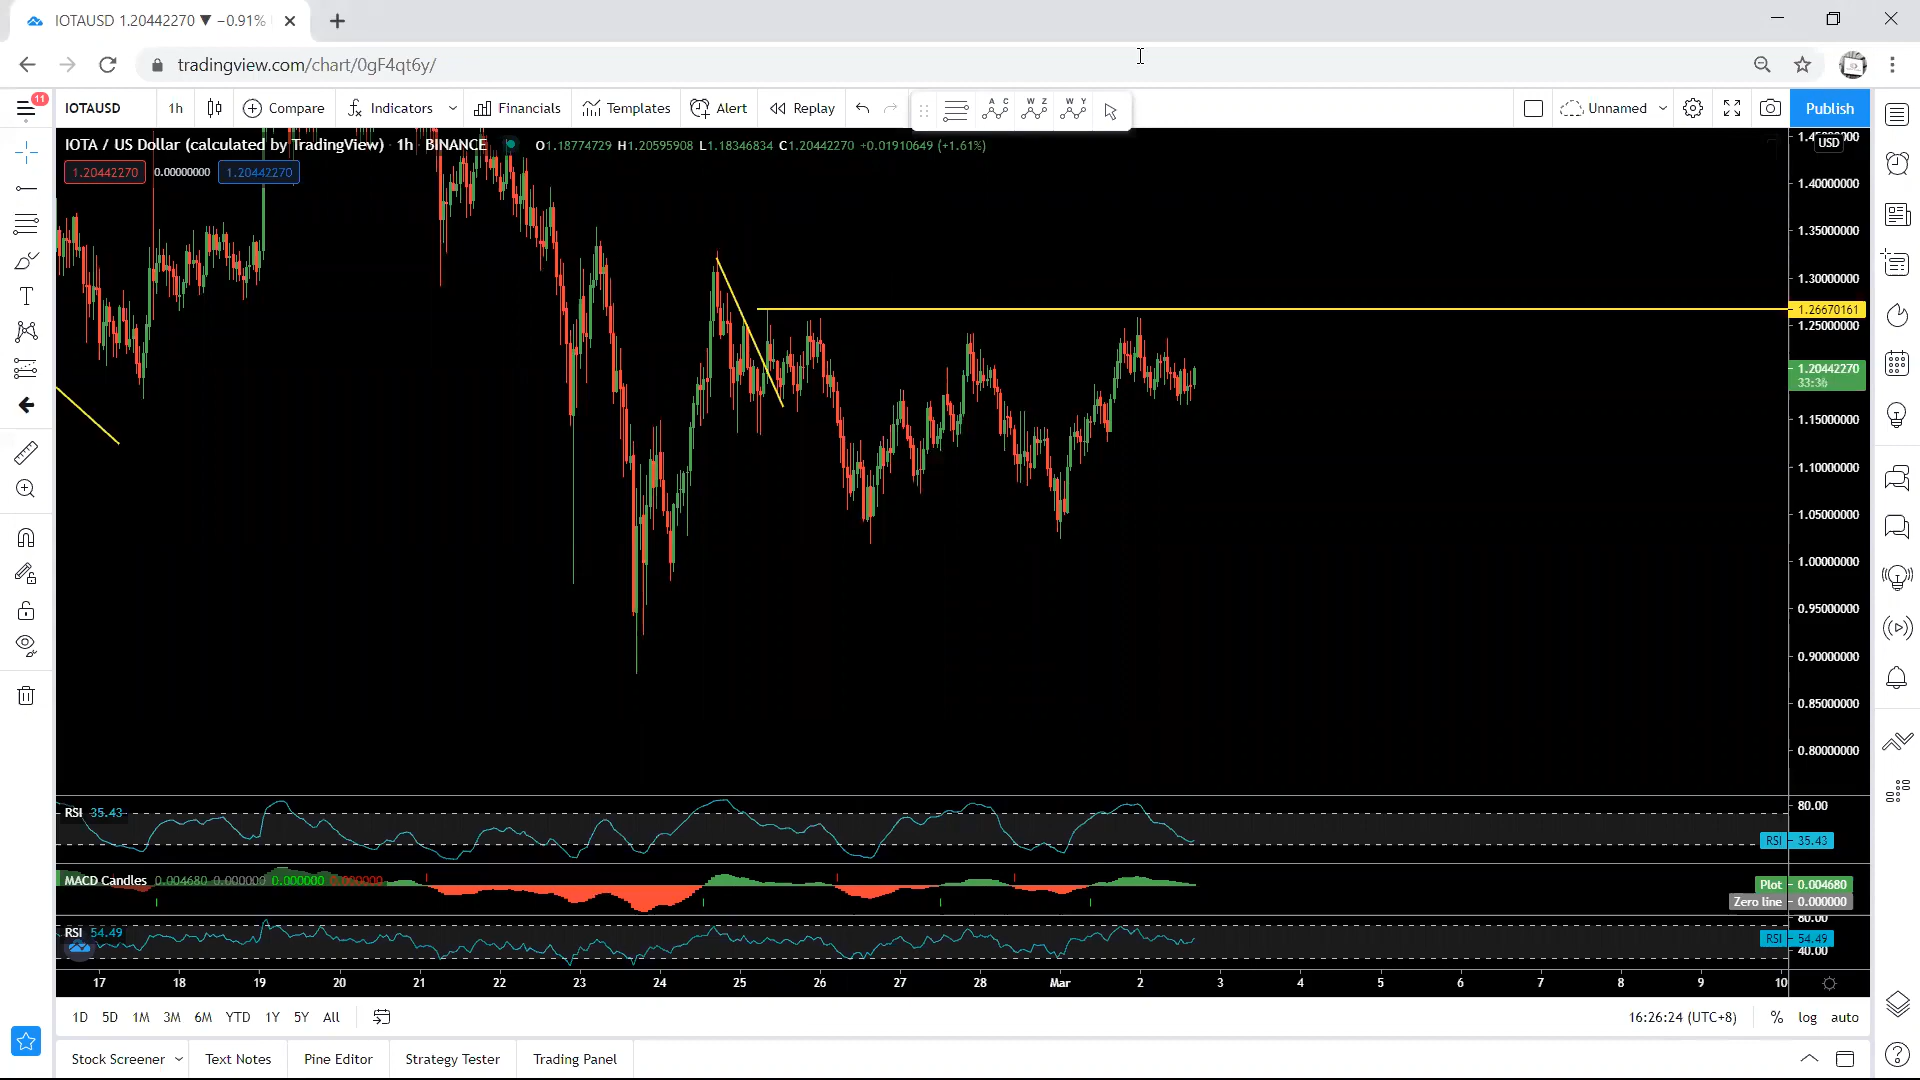 IOTAUSD 1.20442270 ▼ −0.91%
tradingview.com/chart/0gF4qt6y/
11
IOTAUSD 1h Compare Indicators Financials Templates Alert Replay A C W Z W Y Unnamed Publish
IOTA / US Dollar (calculated by TradingView) · 1h · BINANCE O1.18774729 H1.20595908 L1.18346834 C1.20442270 +0.01910649 (+1.61%)
1.20442270 0.00000000 1.20442270
USD
1.40000000
1.35000000
1.30000000
1.26670161
1.25000000
1.20442270
33:36
1.15000000
1.10000000
1.05000000
1.00000000
0.95000000
0.90000000
0.85000000
0.80000000
RSI 35.43
80.00
RSI 35.43
MACD Candles 0.004680 0.000000 0.000000 0.000000
Plot 0.004680
Zero line 0.000000
RSI 54.49
80.00
RSI 54.49
40.00
17 18 19 20 21 22 23 24 25 26 27 28 Mar 2 3 4 5 6 7 8 9 10
1D 5D 1M 3M 6M YTD 1Y 5Y All 16:26:24 (UTC+8) % log auto
Stock Screener Text Notes Pine Editor Strategy Tester Trading Panel